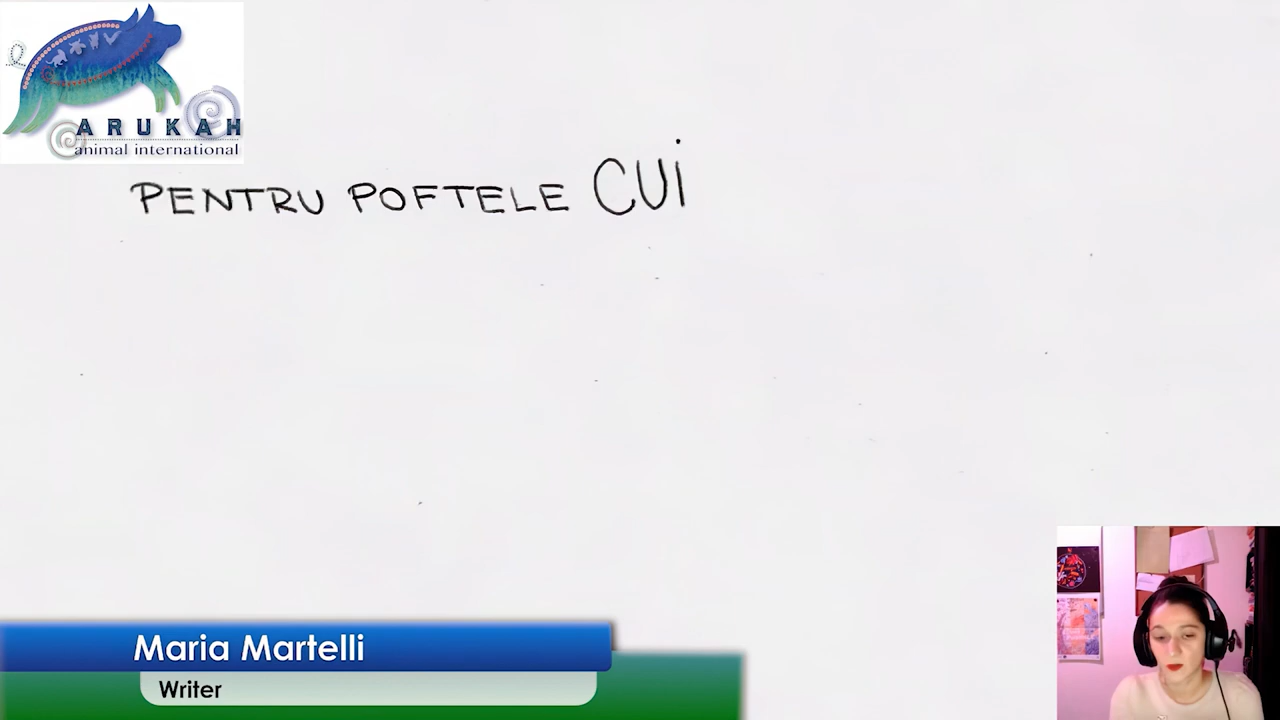 ARUKAH
animal international
PENTRU POFTELE CUI
Maria Martelli
Writer